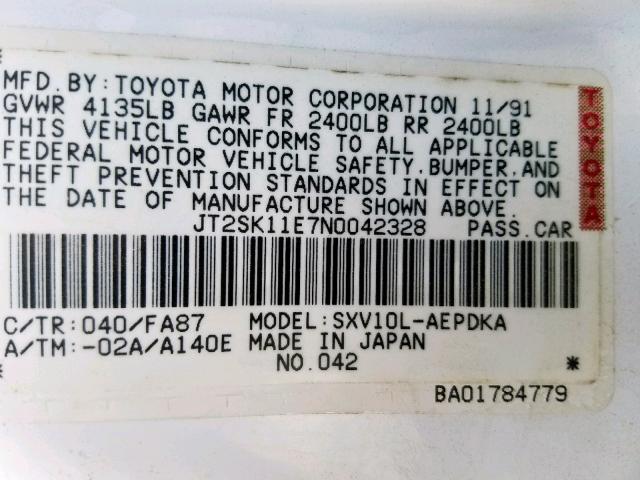 MFD.BY:TOYOTA MOTOR CORPORATION 11/91
GVWR 4135LB GAWR FR 2400LB RR 2400LB
THIS VEHICLE CONFORMS TO ALL APPLICABLE
FEDERAL MOTOR VEHICLE SAFETY,BUMPER,AND
THEFT PREVENTION STANDARDS IN EFFECT ON
THE DATE OF MANUFACTURE SHOWN ABOVE.
JT2SK11E7N0042328 PASS.CAR
TOYOTA
C/TR:040/FA87 MODEL:SXV10L-AEPDKA
A/TM:-02A/A140E MADE IN JAPAN
NO.042
BA01784779